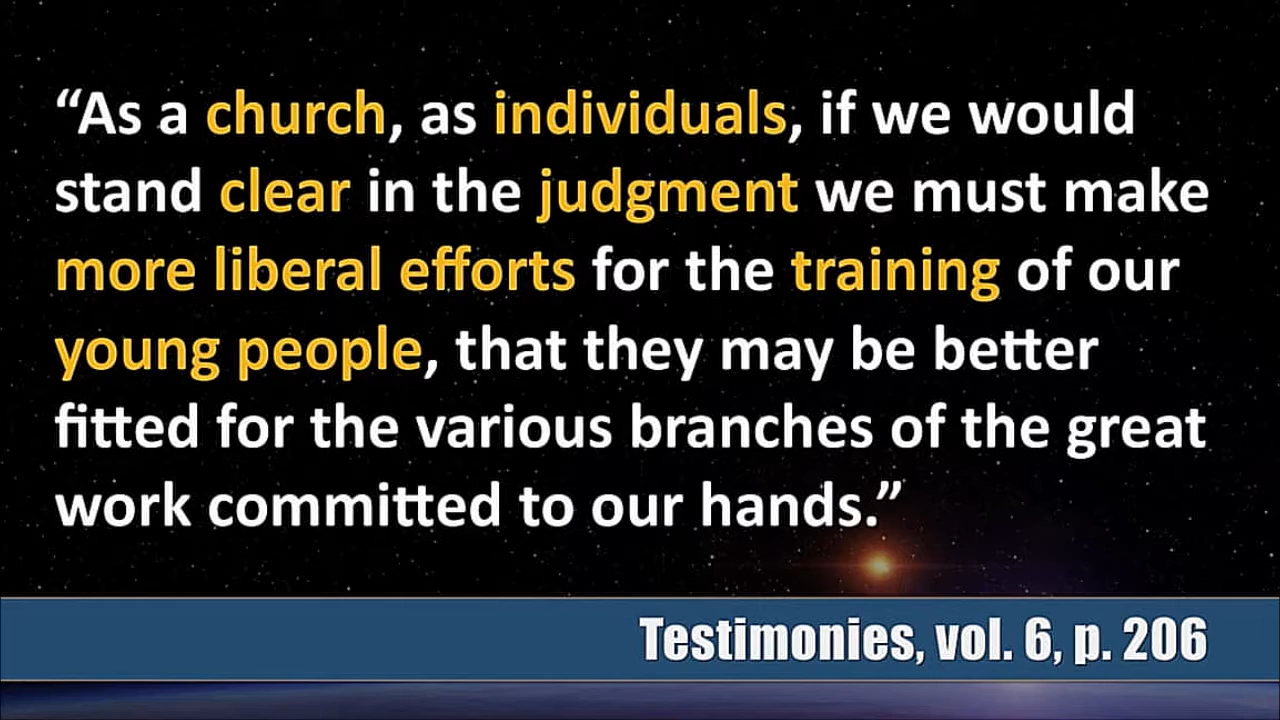 “As a church, as individuals, if we would
stand clear in the judgment we must make
more liberal efforts for the training of our
young people, that they may be better
fitted for the various branches of the great
work committed to our hands.”
Testimonies, vol. 6, p. 206